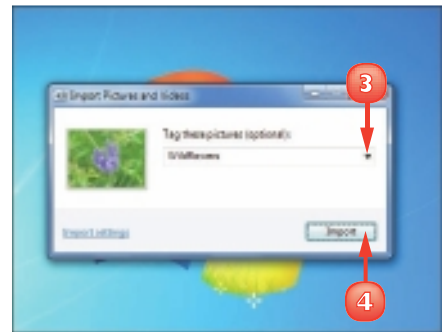 Import Pictures and Videos
3
Tag these pictures (optional):
Wildflowers
Import settings
Import
4